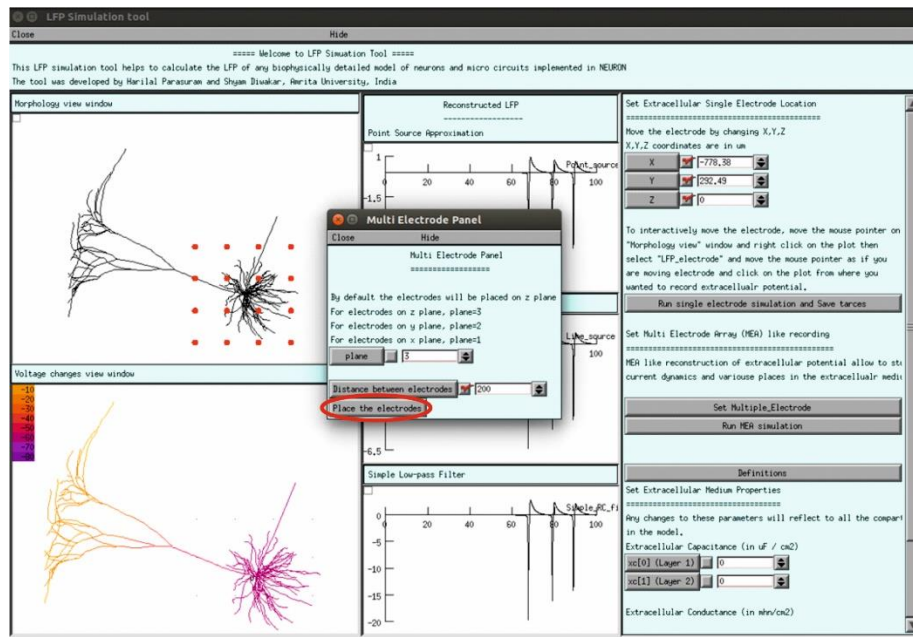 LFP Simulation tool
Close Hide
===== Welcome to LFP Simuation Tool =====
This LFP simulation tool helps to calculate the LFP of any biophysically detailed model of neurons and micro circuits implemented in NEURON
The tool was developed by Harilal Parasuram and Shyam Diwakar, Amrita University, India
Morphology view window
Voltage changes view window
-10
-20
-30
-40
-50
-60
-70
-80
Reconstructed LFP
------------------
Point Source Approximation
1
-1.5
20 40 60 80 100
Point_source
Line_source
100
-6.5
Simple Low-pass Filter
0
-5
-10
-15
-20
20 40 60 80 100
Simple_RC_fi
Multi Electrode Panel
Close Hide
Multi Electrode Panel
==================
By default the electrodes will be placed on z plane
For electrodes on z plane, plane=3
For electrodes on y plane, plane=2
For electrodes on x plane, plane=1
plane 3
Distance between electrodes 200
Place the electrodes
Set Extracellular Single Electrode Location
Move the electrode by changing X,Y,Z
X,Y,Z coordinates are in um
X -778.38
Y 292.49
Z 0
To interactively move the electrode, move the mouse pointer on
"Morphology view" window and right click on the plot then
select "LFP_electrode" and move the mouse pointer as if you
are moving electrode and click on the plot from where you
wanted to record extracellualr potential.
Run single electrode simulation and Save tarces
Set Multi Electrode Array (MEA) like recording
MEA like reconstruction of extracellular potential allow to stu
current dynamics and variouse places in the extracellualr mediu
Set Multiple_Electrode
Run MEA simulation
Definitions
Set Extracellular Medium Properties
Any changes to these parameters will reflect to all the compart
in the model.
Extracellular Capacitance (in uF / cm2)
xc[0] (Layer 1) 0
xc[1] (Layer 2) 0
Extracellular Conductance (in mhn/cm2)